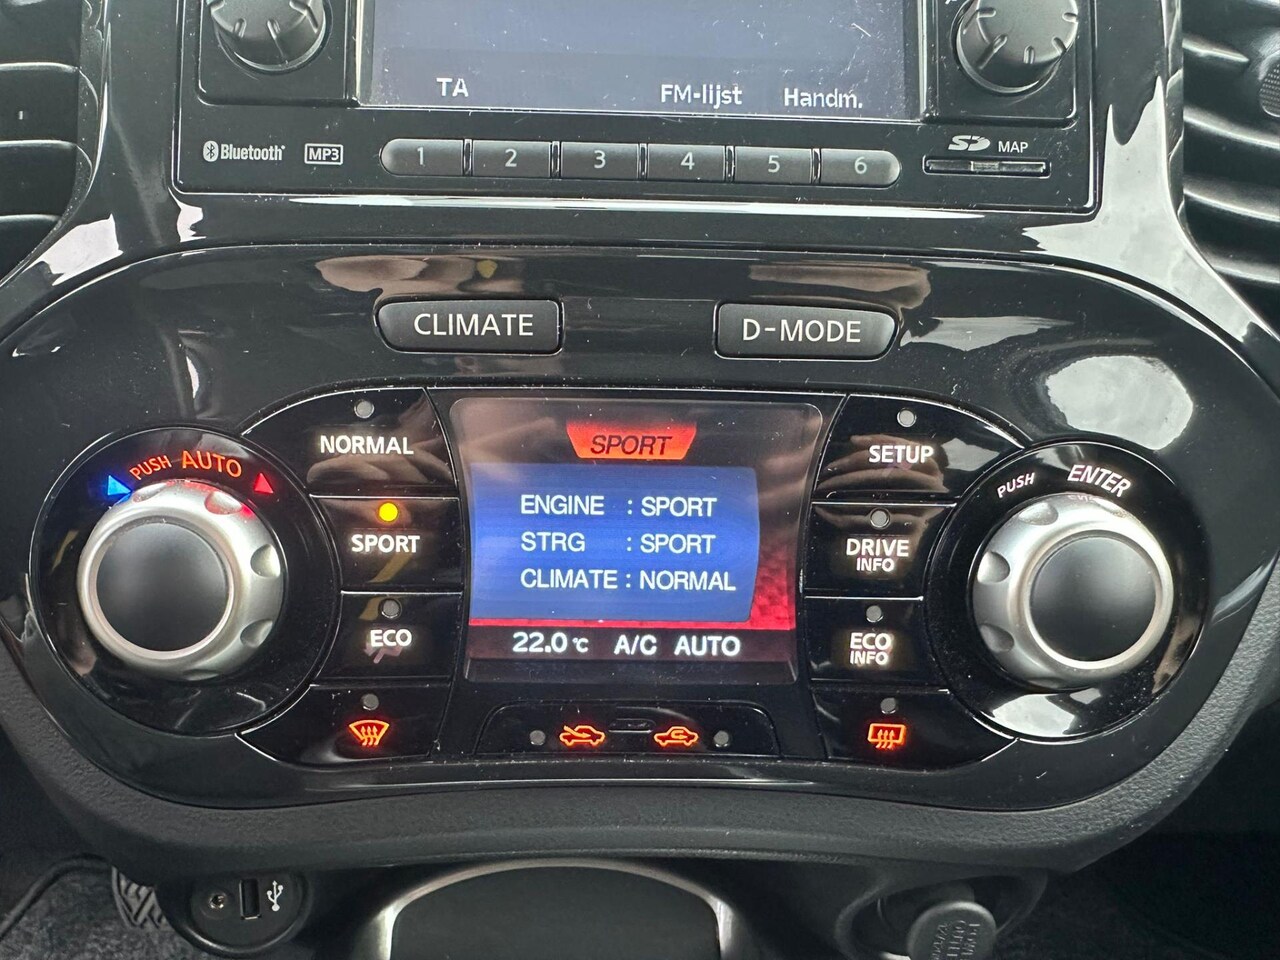 TA FM-lijst Handm.
Bluetooth MP3 1 2 3 4 5 6 SD MAP
CLIMATE D-MODE
NORMAL SPORT SETUP
PUSH AUTO PUSH ENTER
ENGINE : SPORT
STRG : SPORT
CLIMATE : NORMAL
SPORT DRIVE INFO
ECO ECO INFO
22.0 °C A/C AUTO